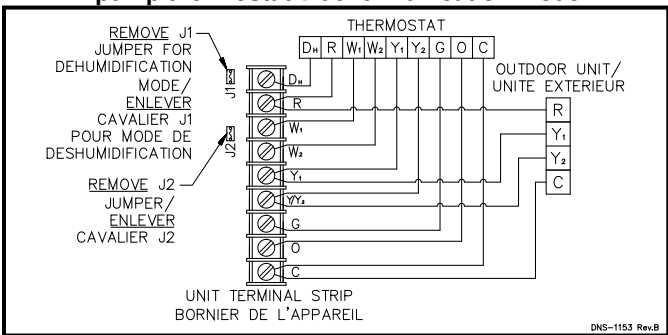 THERMOSTAT
DH R W1 W2 Y1 Y2 G O C
REMOVE J1
JUMPER FOR
DEHUMIDIFICATION
MODE/
ENLEVER
CAVALIER J1
POUR MODE DE
DESHUMIDIFICATION
REMOVE J2
JUMPER/
ENLEVER
CAVALIER J2
J1
J2
DH
R
W1
W2
Y1
Y/Y2
G
O
C
OUTDOOR UNIT/
UNITE EXTERIEUR
R
Y1
Y2
C
UNIT TERMINAL STRIP
BORNIER DE L'APPAREIL
DNS-1153 Rev.B